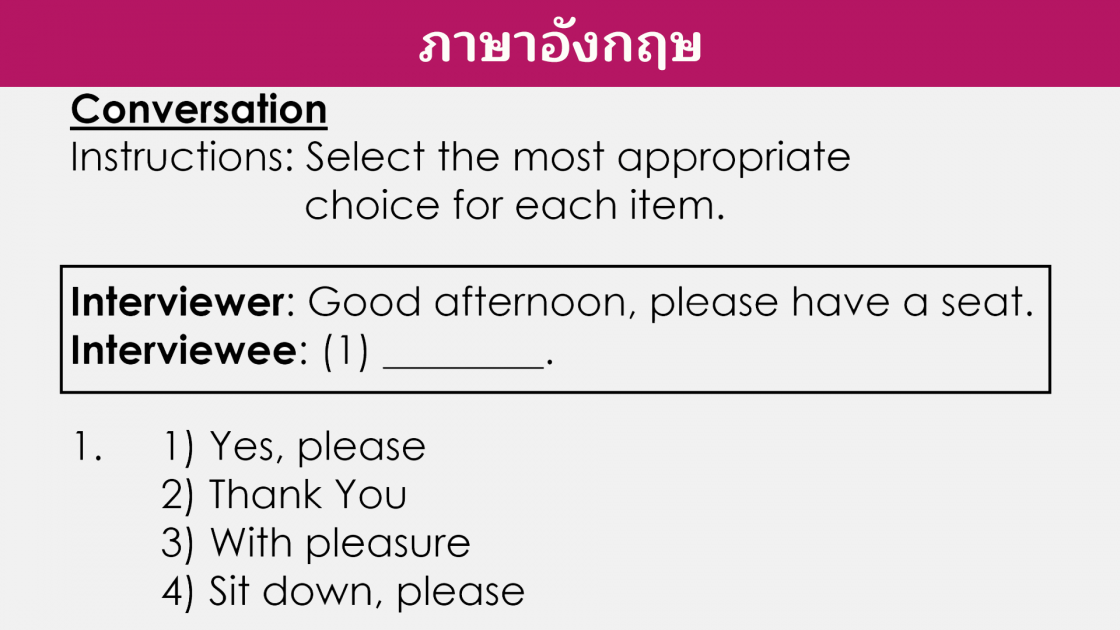 ภาษาอังกฤษ
Conversation
Instructions: Select the most appropriate
choice for each item.
Interviewer: Good afternoon, please have a seat.
Interviewee: (1) ________.
1. 1) Yes, please
2) Thank You
3) With pleasure
4) Sit down, please